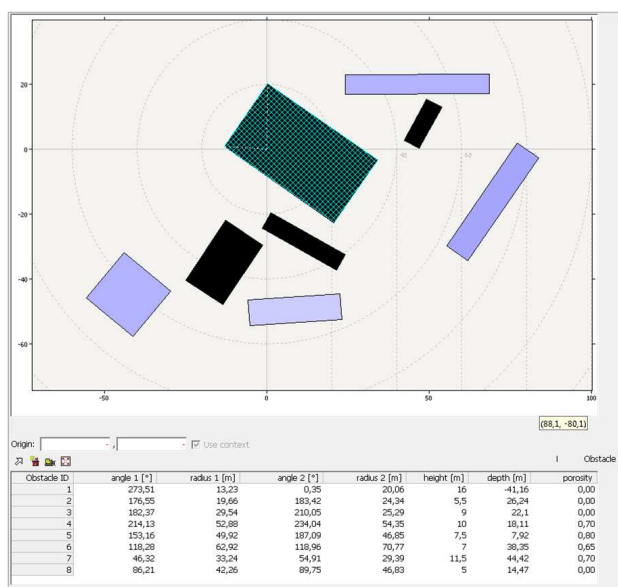 20
0
-20
-40
-60
40
60
-50
0
50
100
(88,1, -80,1)
Origin: - , - Use context
I Obstacle
Obstacle ID angle 1 [°] radius 1 [m] angle 2 [°] radius 2 [m] height [m] depth [m] porosity
1 273,51 13,23 0,35 20,06 16 -41,16 0,00
2 176,55 19,66 183,42 24,34 5,5 26,24 0,00
3 182,37 29,54 210,05 25,29 9 22,1 0,00
4 214,13 52,88 234,04 54,35 10 18,11 0,70
5 153,16 49,92 187,09 46,85 7,5 7,92 0,80
6 118,28 62,92 118,96 70,77 7 38,35 0,65
7 46,32 33,24 54,91 29,39 11,5 44,42 0,70
8 86,21 42,26 89,75 46,83 5 14,47 0,00